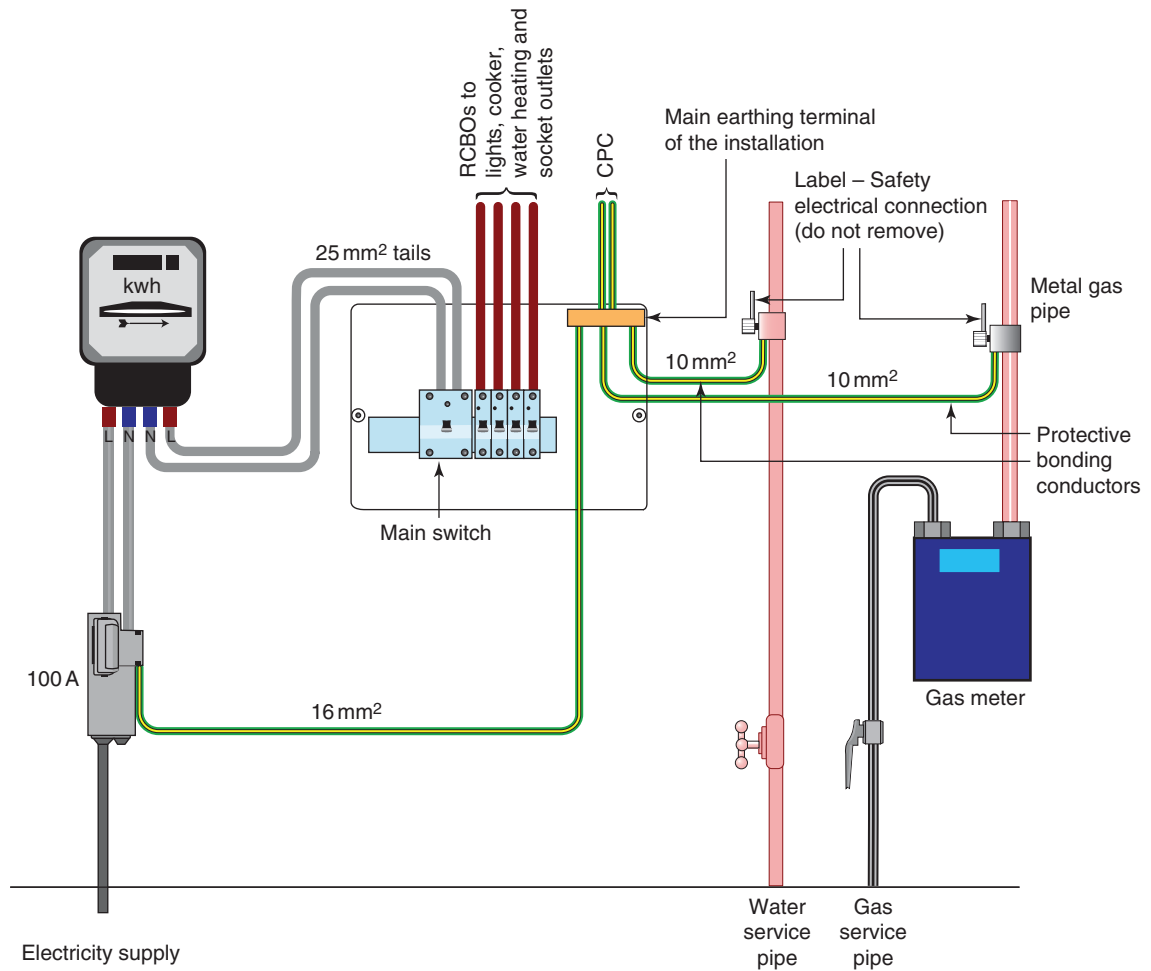 RCBOs to
lights, cooker,
water heating and
socket outlets
CPC
Main earthing terminal
of the installation
Label – Safety
electrical connection
(do not remove)
25 mm² tails
kwh
Metal gas
pipe
10 mm²
10 mm²
L N N L
Protective
bonding
conductors
Main switch
100 A
Gas meter
16 mm²
Water
service
pipe
Gas
service
pipe
Electricity supply